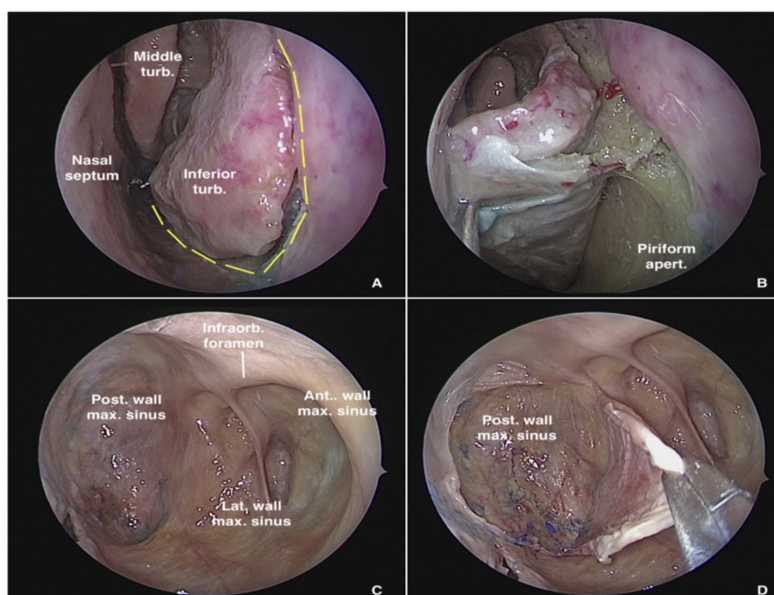 Middle
turb.
Nasal
septum
Inferior
turb.
A
Piriform
apert.
B
Infraorb.
foramen
Post. wall
max. sinus
Ant.. wall
max. sinus
Lat. wall
max. sinus
C
Post. wall
max. sinus
D